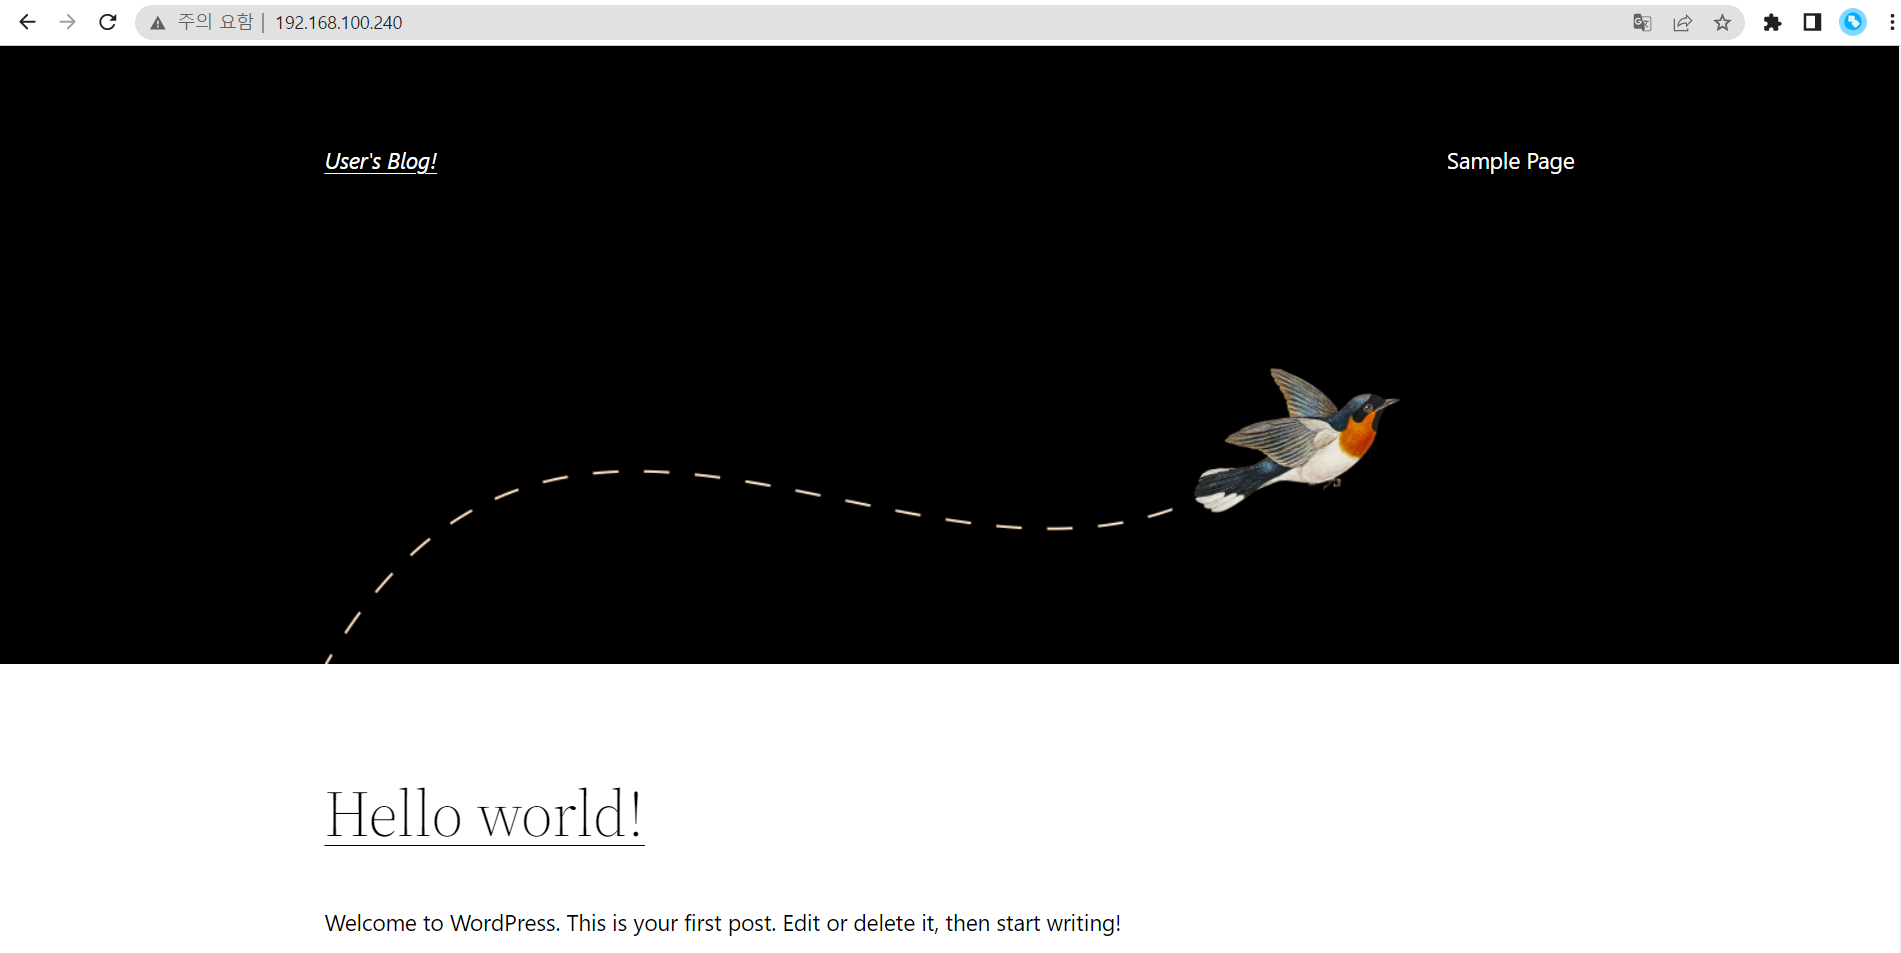 주의 요함 | 192.168.100.240
User's Blog!
Sample Page
Hello world!
Welcome to WordPress. This is your first post. Edit or delete it, then start writing!